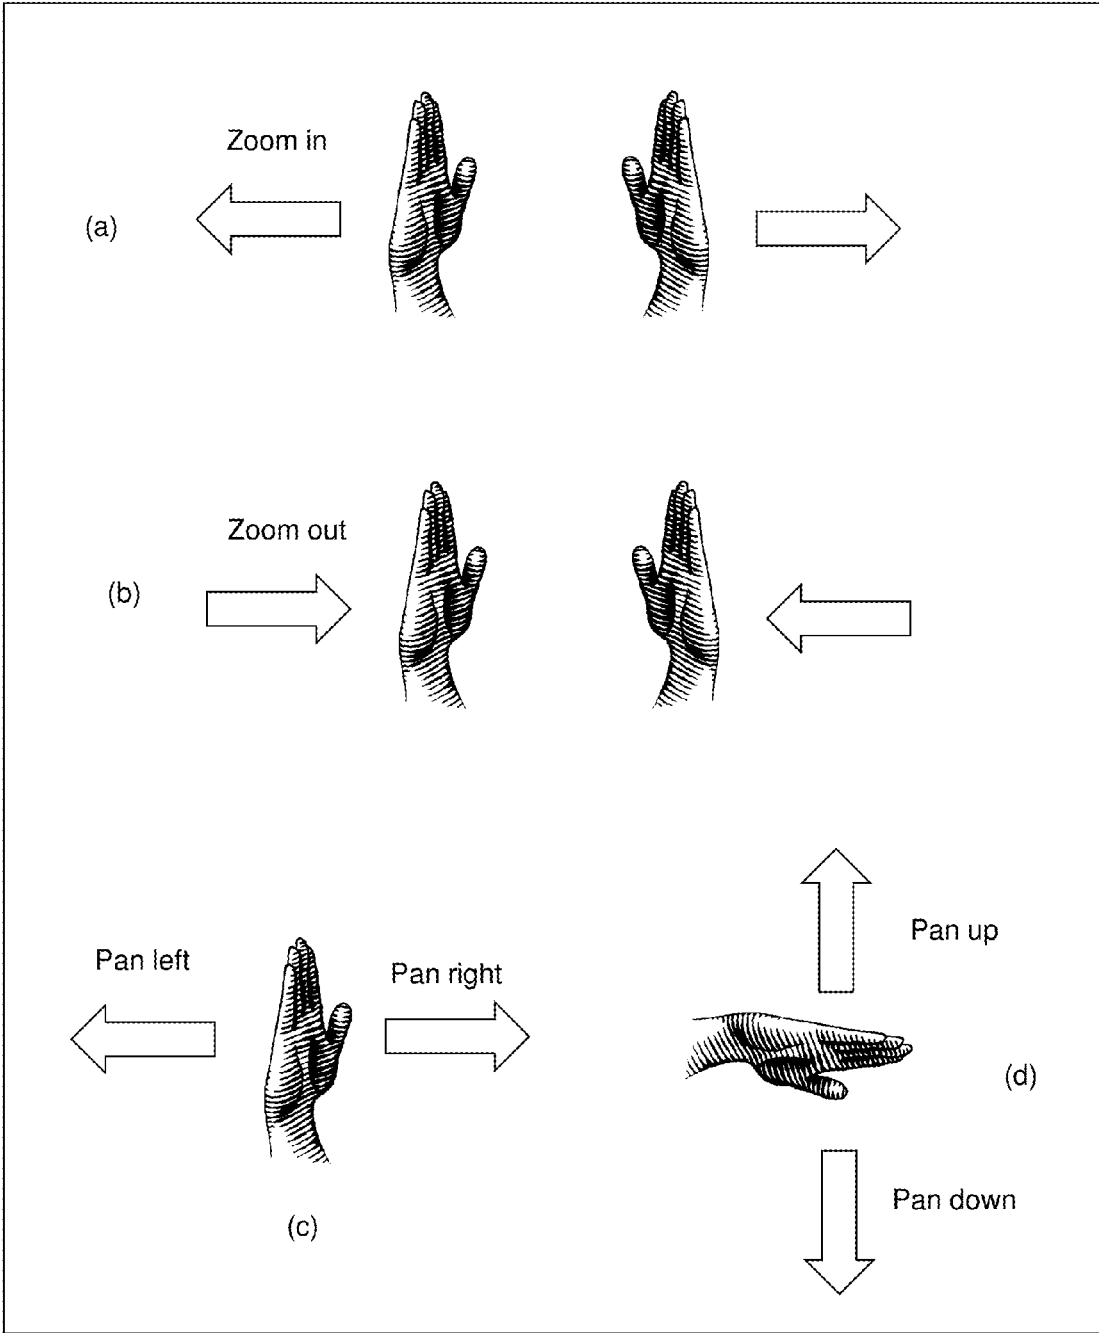 Zoom in
(a)
Zoom out
(b)
Pan left
Pan right
(c)
Pan up
(d)
Pan down